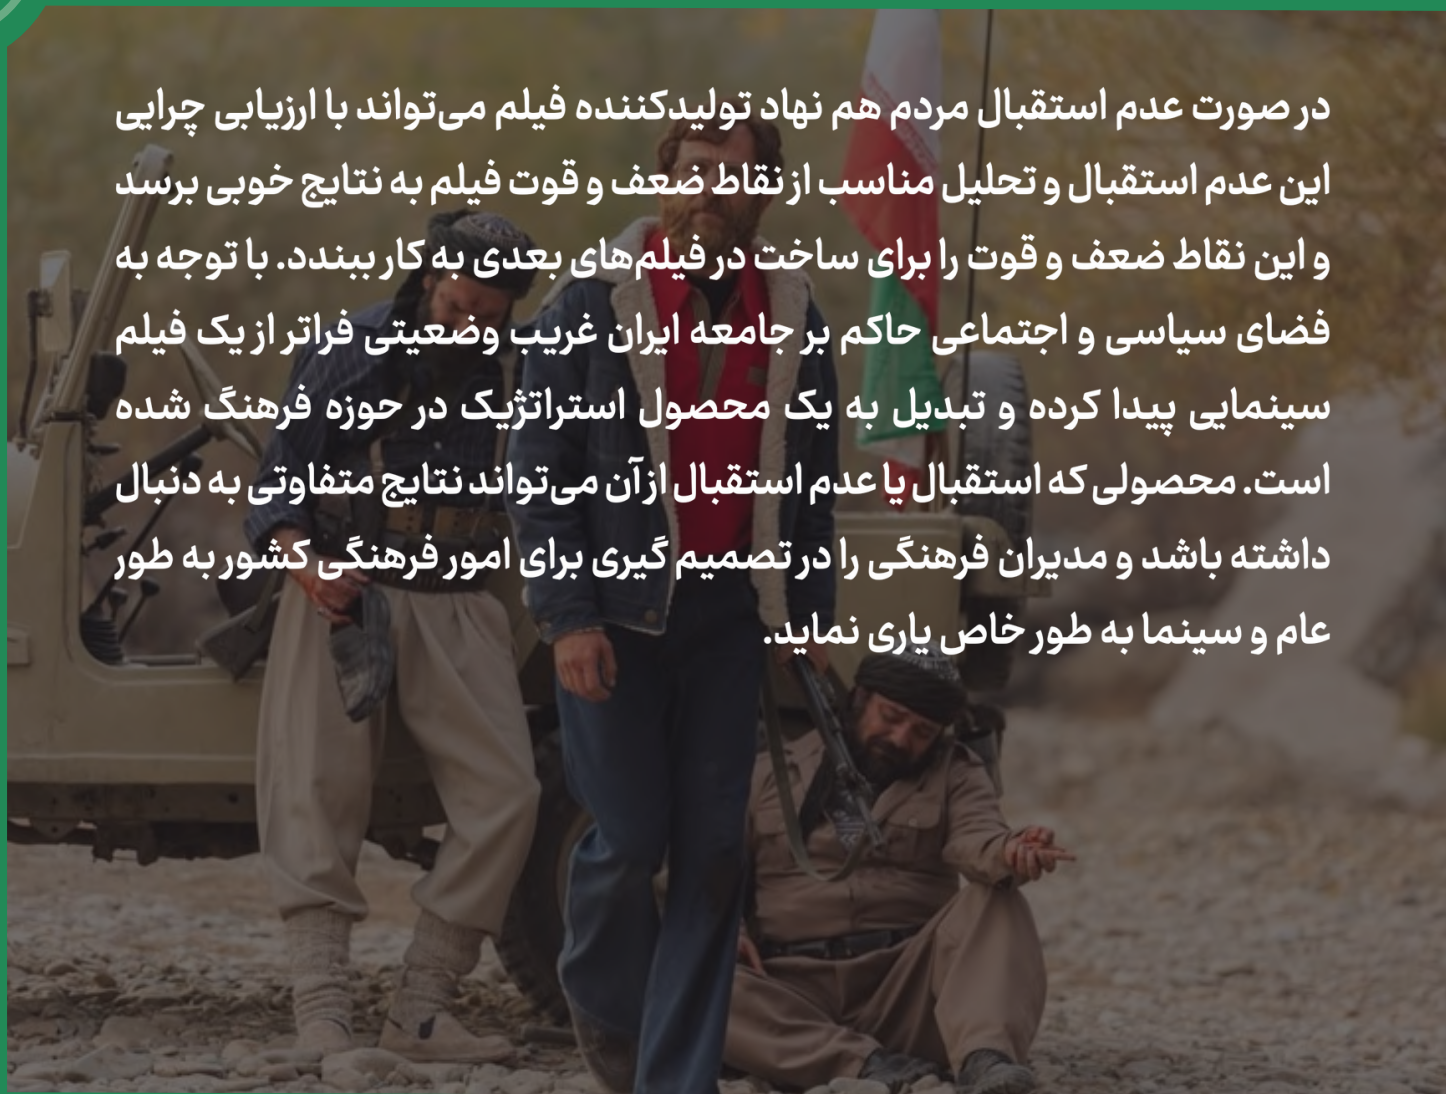 در صورت عدم استقبال مردم هم نهاد تولیدکننده فیلم می‌تواند با ارزیابی چرایی
این عدم استقبال و تحلیل مناسب از نقاط ضعف و قوت فیلم به نتایج خوبی برسد
و این نقاط ضعف و قوت را برای ساخت در فیلم‌های بعدی به کار ببندد. با توجه به
فضای سیاسی و اجتماعی حاکم بر جامعه ایران غریب وضعیتی فراتر از یک فیلم
سینمایی پیدا کرده و تبدیل به یک محصول استراتژیک در حوزه فرهنگ شده
است. محصولی که استقبال یا عدم استقبال ازآن می‌تواند نتایج متفاوتی به دنبال
داشته باشد و مدیران فرهنگی را در تصمیم گیری برای امور فرهنگی کشور به طور
عام و سینما به طور خاص یاری نماید.